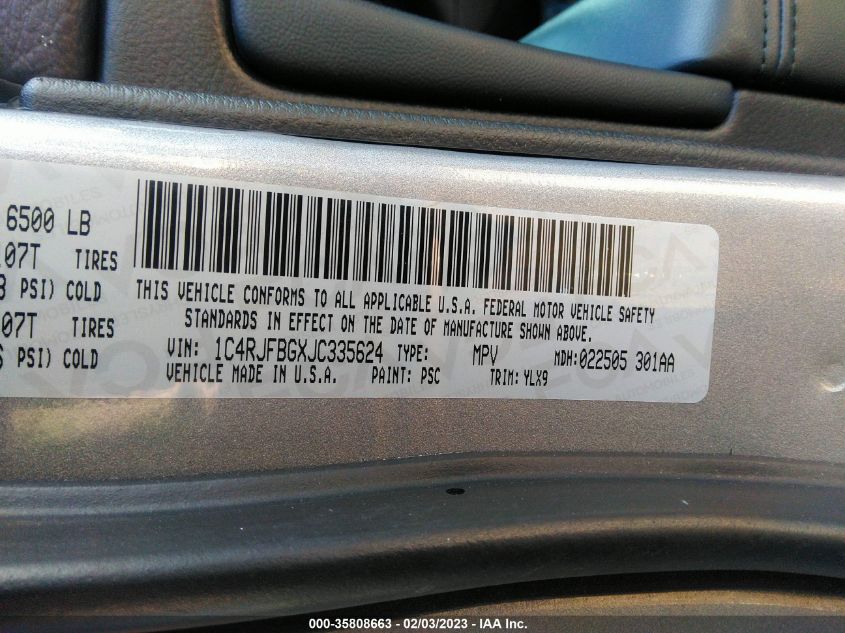 6500 LB
07T TIRES
PSI) COLD
THIS VEHICLE CONFORMS TO ALL APPLICABLE U.S.A. FEDERAL MOTOR VEHICLE SAFETY
STANDARDS IN EFFECT ON THE DATE OF MANUFACTURE SHOWN ABOVE.
07T TIRES
PSI) COLD
VIN: 1C4RJFBGXJC335624 TYPE: MPV MDH:022505 301AA
VEHICLE MADE IN U.S.A. PAINT: PSC TRIM: YLX9
000-35808663 - 02/03/2023 - IAA Inc.